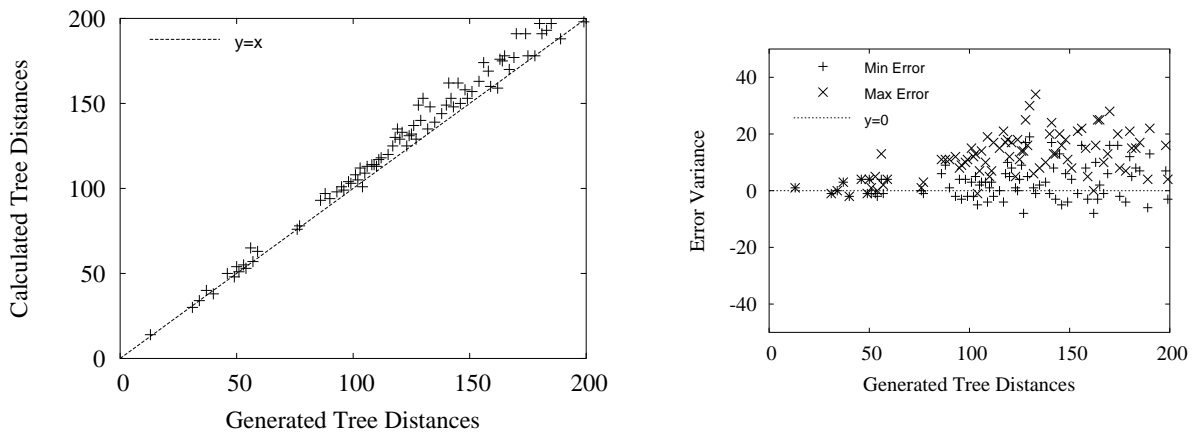 200
150
100
50
0
Calculated Tree Distances
y=x
0 50 100 150 200
Generated Tree Distances
40
20
0
-20
-40
Error Variance
Min Error
Max Error
y=0
0 50 100 150 200
Generated Tree Distances